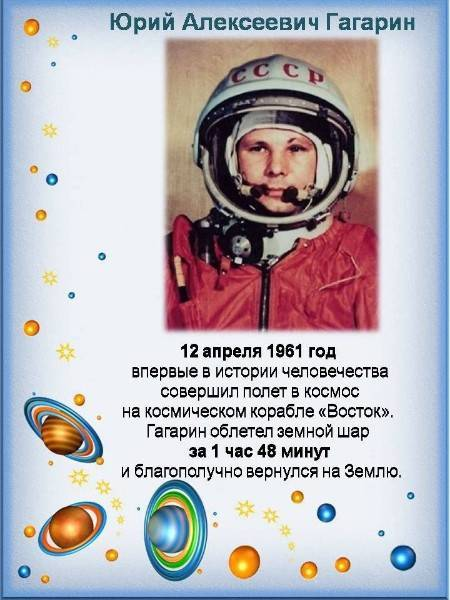 Юрий Алексеевич Гагарин
СССР
12 апреля 1961 год
впервые в истории человечества
совершил полет в космос
на космическом корабле «Восток».
Гагарин облетел земной шар
за 1 час 48 минут
и благополучно вернулся на Землю.